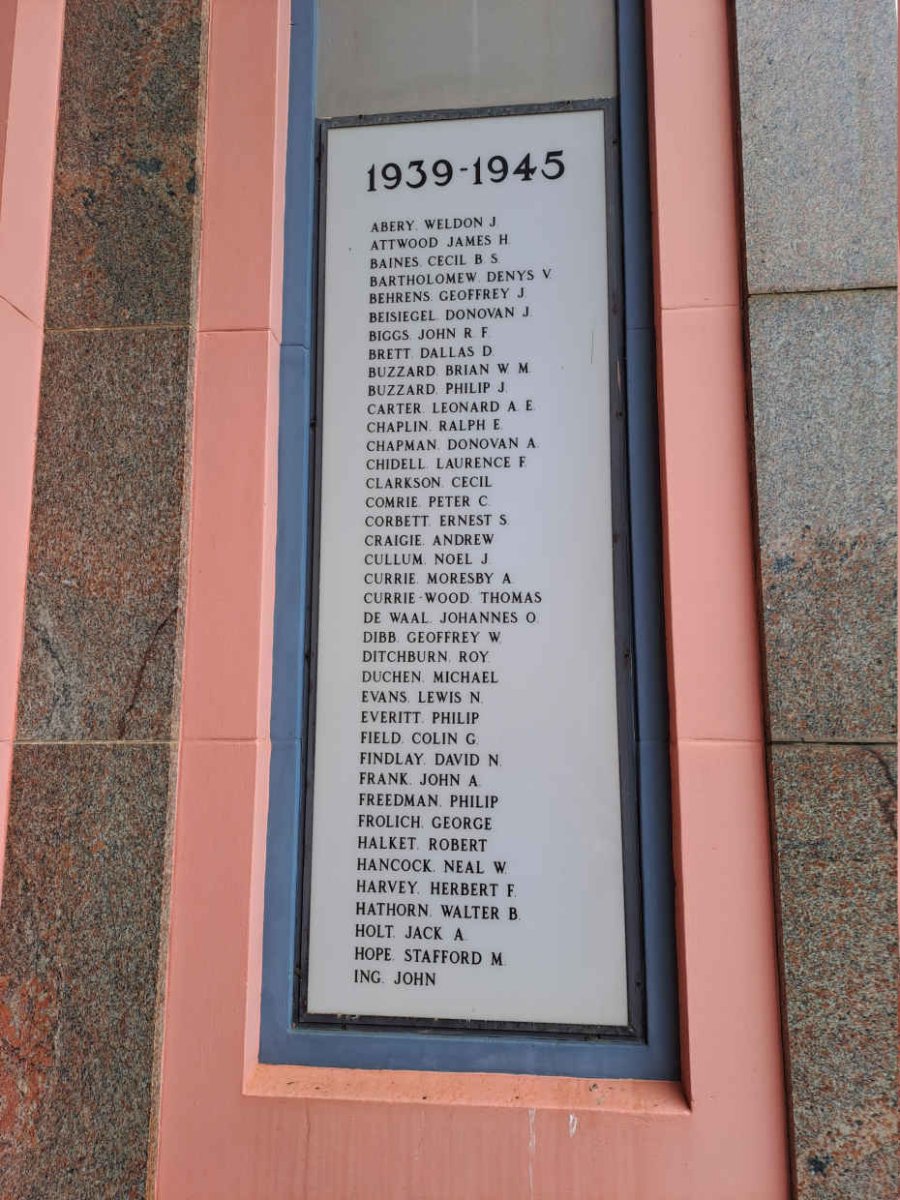 1939-1945
ABERY. WELDON J.
ATTWOOD JAMES H.
BAINES. CECIL B S.
BARTHOLOMEW. DENYS V.
BEHRENS. GEOFFREY J.
BEISIEGEL. DONOVAN J.
BIGGS. JOHN R. F.
BRETT. DALLAS D.
BUZZARD. BRIAN W. M.
BUZZARD. PHILIP J.
CARTER. LEONARD A. E.
CHAPLIN. RALPH E.
CHAPMAN. DONOVAN A.
CHIDELL. LAURENCE F.
CLARKSON. CECIL
COMRIE. PETER C.
CORBETT. ERNEST S.
CRAIGIE. ANDREW
CULLUM. NOEL J.
CURRIE. MORESBY A.
CURRIE-WOOD. THOMAS
DE WAAL. JOHANNES O.
DIBB. GEOFFREY W.
DITCHBURN. ROY.
DUCHEN. MICHAEL
EVANS. LEWIS N.
EVERITT. PHILIP
FIELD. COLIN G.
FINDLAY. DAVID N.
FRANK. JOHN A.
FREEDMAN. PHILIP
FROLICH. GEORGE
HALKET. ROBERT
HANCOCK. NEAL W.
HARVEY. HERBERT F.
HATHORN. WALTER B.
HOLT. JACK A.
HOPE. STAFFORD M.
ING. JOHN